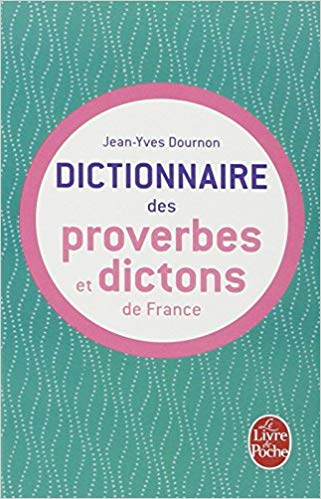 Jean-Yves Dournon
DICTIONNAIRE
des
proverbes
et dictons
de France
Le
Livre
de
Poche